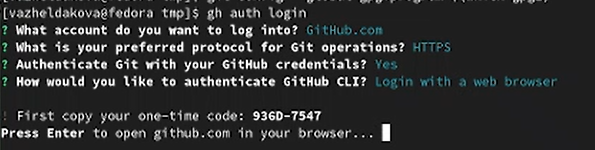 [vazheldakova@fedora tmp]$ gh auth login
? What account do you want to log into? GitHub.com
? What is your preferred protocol for Git operations? HTTPS
? Authenticate Git with your GitHub credentials? Yes
? How would you like to authenticate GitHub CLI? Login with a web browser
! First copy your one-time code: 936D-7547
Press Enter to open github.com in your browser...